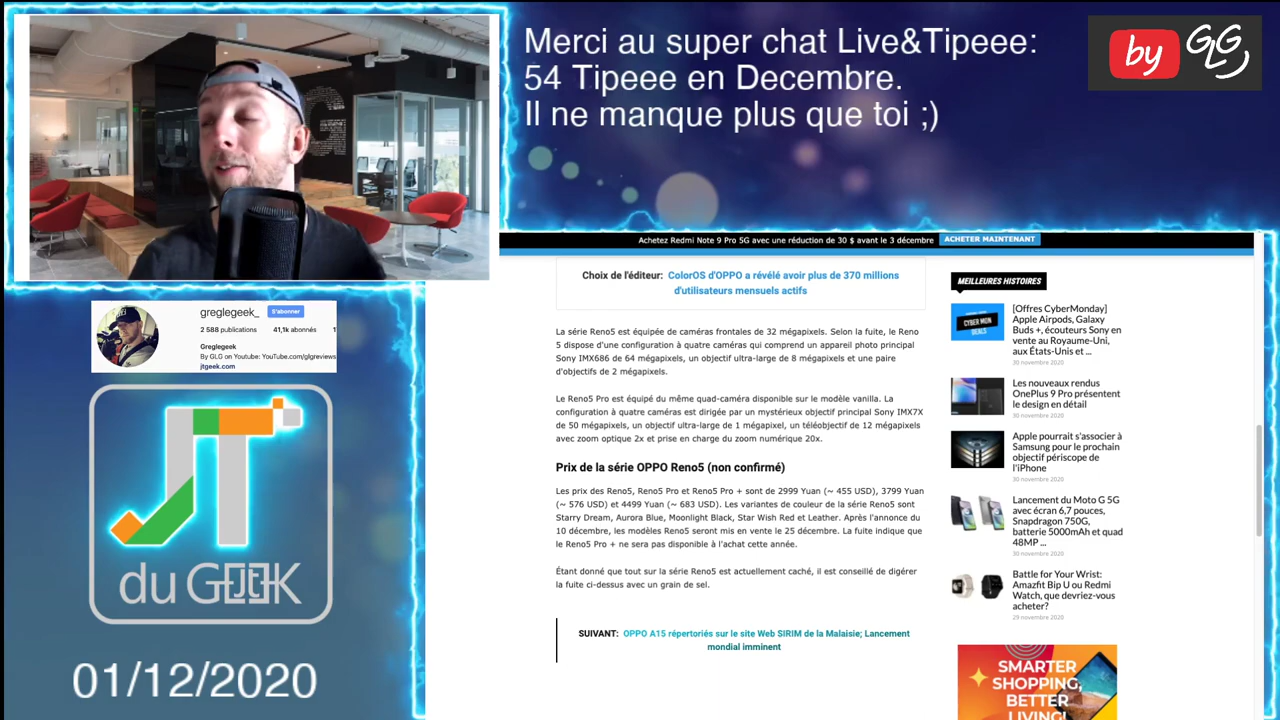 Merci au super chat Live&Tipeee:
54 Tipeee en Decembre.
Il ne manque plus que toi ;)
by GLG
greglegeek_ S'abonner
2 588 publications 41,1k abonnés 1
Greglegeek
By GLG on Youtube: YouTube.com/glgreviews
jtgeek.com
JT
du GEEK
01/12/2020
Achetez Redmi Note 9 Pro 5G avec une réduction de 30 $ avant le 3 décembre ACHETER MAINTENANT
Choix de l'éditeur: ColorOS d'OPPO a révélé avoir plus de 370 millions
d'utilisateurs mensuels actifs
La série Reno5 est équipée de caméras frontales de 32 mégapixels. Selon la fuite, le Reno
5 dispose d'une configuration à quatre caméras qui comprend un appareil photo principal
Sony IMX686 de 64 mégapixels, un objectif ultra-large de 8 mégapixels et une paire
d'objectifs de 2 mégapixels.
Le Reno5 Pro est équipé du même quad-caméra disponible sur le modèle vanilla. La
configuration à quatre caméras est dirigée par un mystérieux objectif principal Sony IMX7X
de 50 mégapixels, un objectif ultra-large de 1 mégapixel, un téléobjectif de 12 mégapixels
avec zoom optique 2x et prise en charge du zoom numérique 20x.
Prix de la série OPPO Reno5 (non confirmé)
Les prix des Reno5, Reno5 Pro et Reno5 Pro + sont de 2999 Yuan (~ 455 USD), 3799 Yuan
(~ 576 USD) et 4499 Yuan (~ 683 USD). Les variantes de couleur de la série Reno5 sont
Starry Dream, Aurora Blue, Moonlight Black, Star Wish Red et Leather. Après l'annonce du
10 décembre, les modèles Reno5 seront mis en vente le 25 décembre. La fuite indique que
le Reno5 Pro + ne sera pas disponible à l'achat cette année.
Étant donné que tout sur la série Reno5 est actuellement caché, il est conseillé de digérer
la fuite ci-dessus avec un grain de sel.
SUIVANT: OPPO A15 répertoriés sur le site Web SIRIM de la Malaisie; Lancement
mondial imminent
MEILLEURES HISTOIRES
CYBER MON
DEALS
[Offres CyberMonday]
Apple Airpods, Galaxy
Buds +, écouteurs Sony en
vente au Royaume-Uni,
aux États-Unis et ...
30 novembre 2020
Les nouveaux rendus
OnePlus 9 Pro présentent
le design en détail
30 novembre 2020
Apple pourrait s'associer à
Samsung pour le prochain
objectif périscope de
l'iPhone
30 novembre 2020
Lancement du Moto G 5G
avec écran 6,7 pouces,
Snapdragon 750G,
batterie 5000mAh et quad
48MP ...
30 novembre 2020
Battle for Your Wrist:
Amazfit Bip U ou Redmi
Watch, que devriez-vous
acheter?
29 novembre 2020
SMARTER
SHOPPING,
BETTER
LIVING!